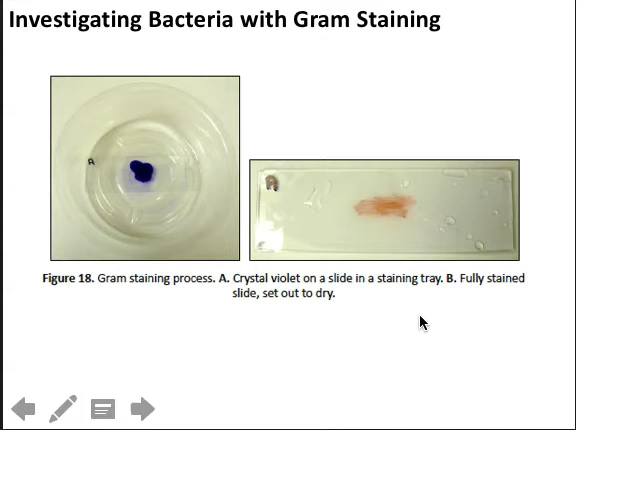 Investigating Bacteria with Gram Staining
A
Figure 18. Gram staining process. A. Crystal violet on a slide in a staining tray. B. Fully stained
slide, set out to dry.